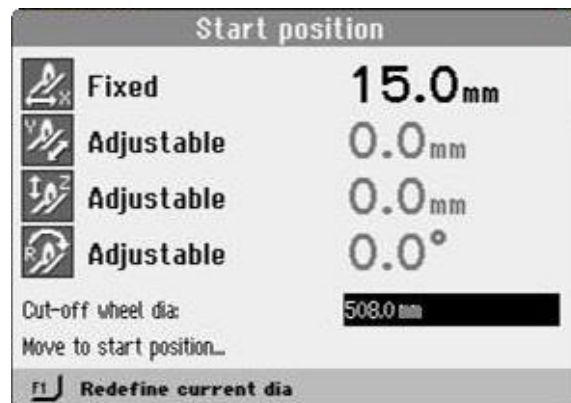 Start position
X Fixed 15.0mm
Y Adjustable 0.0mm
Z Adjustable 0.0mm
R Adjustable 0.0°
Cut-off wheel dia: 508.0 mm
Move to start position...
F1 Redefine current dia